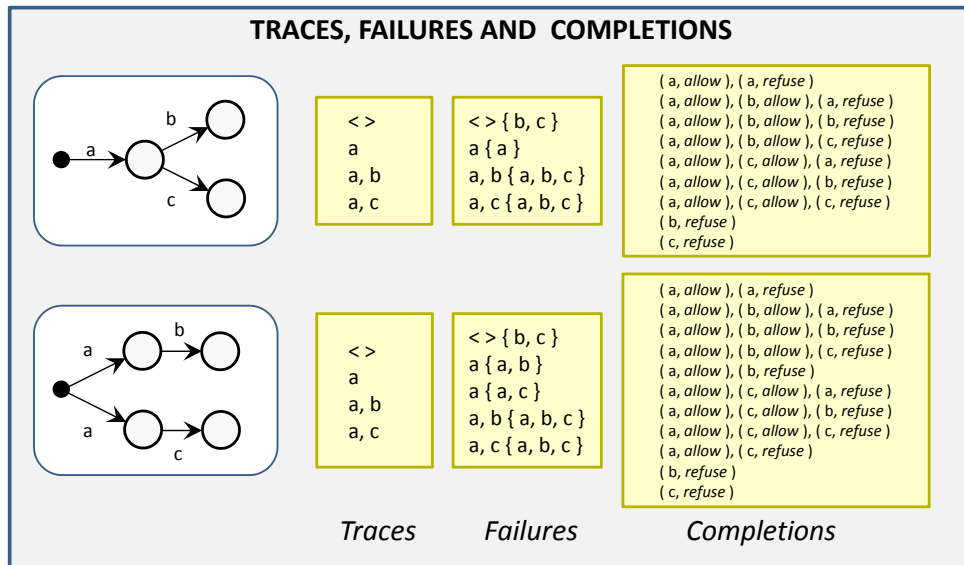 TRACES, FAILURES AND COMPLETIONS
a
b
c
< >
a
a, b
a, c
< > { b, c }
a { a }
a, b { a, b, c }
a, c { a, b, c }
( a, allow ), ( a, refuse )
( a, allow ), ( b, allow ), ( a, refuse )
( a, allow ), ( b, allow ), ( b, refuse )
( a, allow ), ( b, allow ), ( c, refuse )
( a, allow ), ( c, allow ), ( a, refuse )
( a, allow ), ( c, allow ), ( b, refuse )
( a, allow ), ( c, allow ), ( c, refuse )
( b, refuse )
( c, refuse )
a
b
a
c
< >
a
a, b
a, c
< > { b, c }
a { a, b }
a { a, c }
a, b { a, b, c }
a, c { a, b, c }
( a, allow ), ( a, refuse )
( a, allow ), ( b, allow ), ( a, refuse )
( a, allow ), ( b, allow ), ( b, refuse )
( a, allow ), ( b, allow ), ( c, refuse )
( a, allow ), ( b, refuse )
( a, allow ), ( c, allow ), ( a, refuse )
( a, allow ), ( c, allow ), ( b, refuse )
( a, allow ), ( c, allow ), ( c, refuse )
( a, allow ), ( c, refuse )
( b, refuse )
( c, refuse )
Traces
Failures
Completions